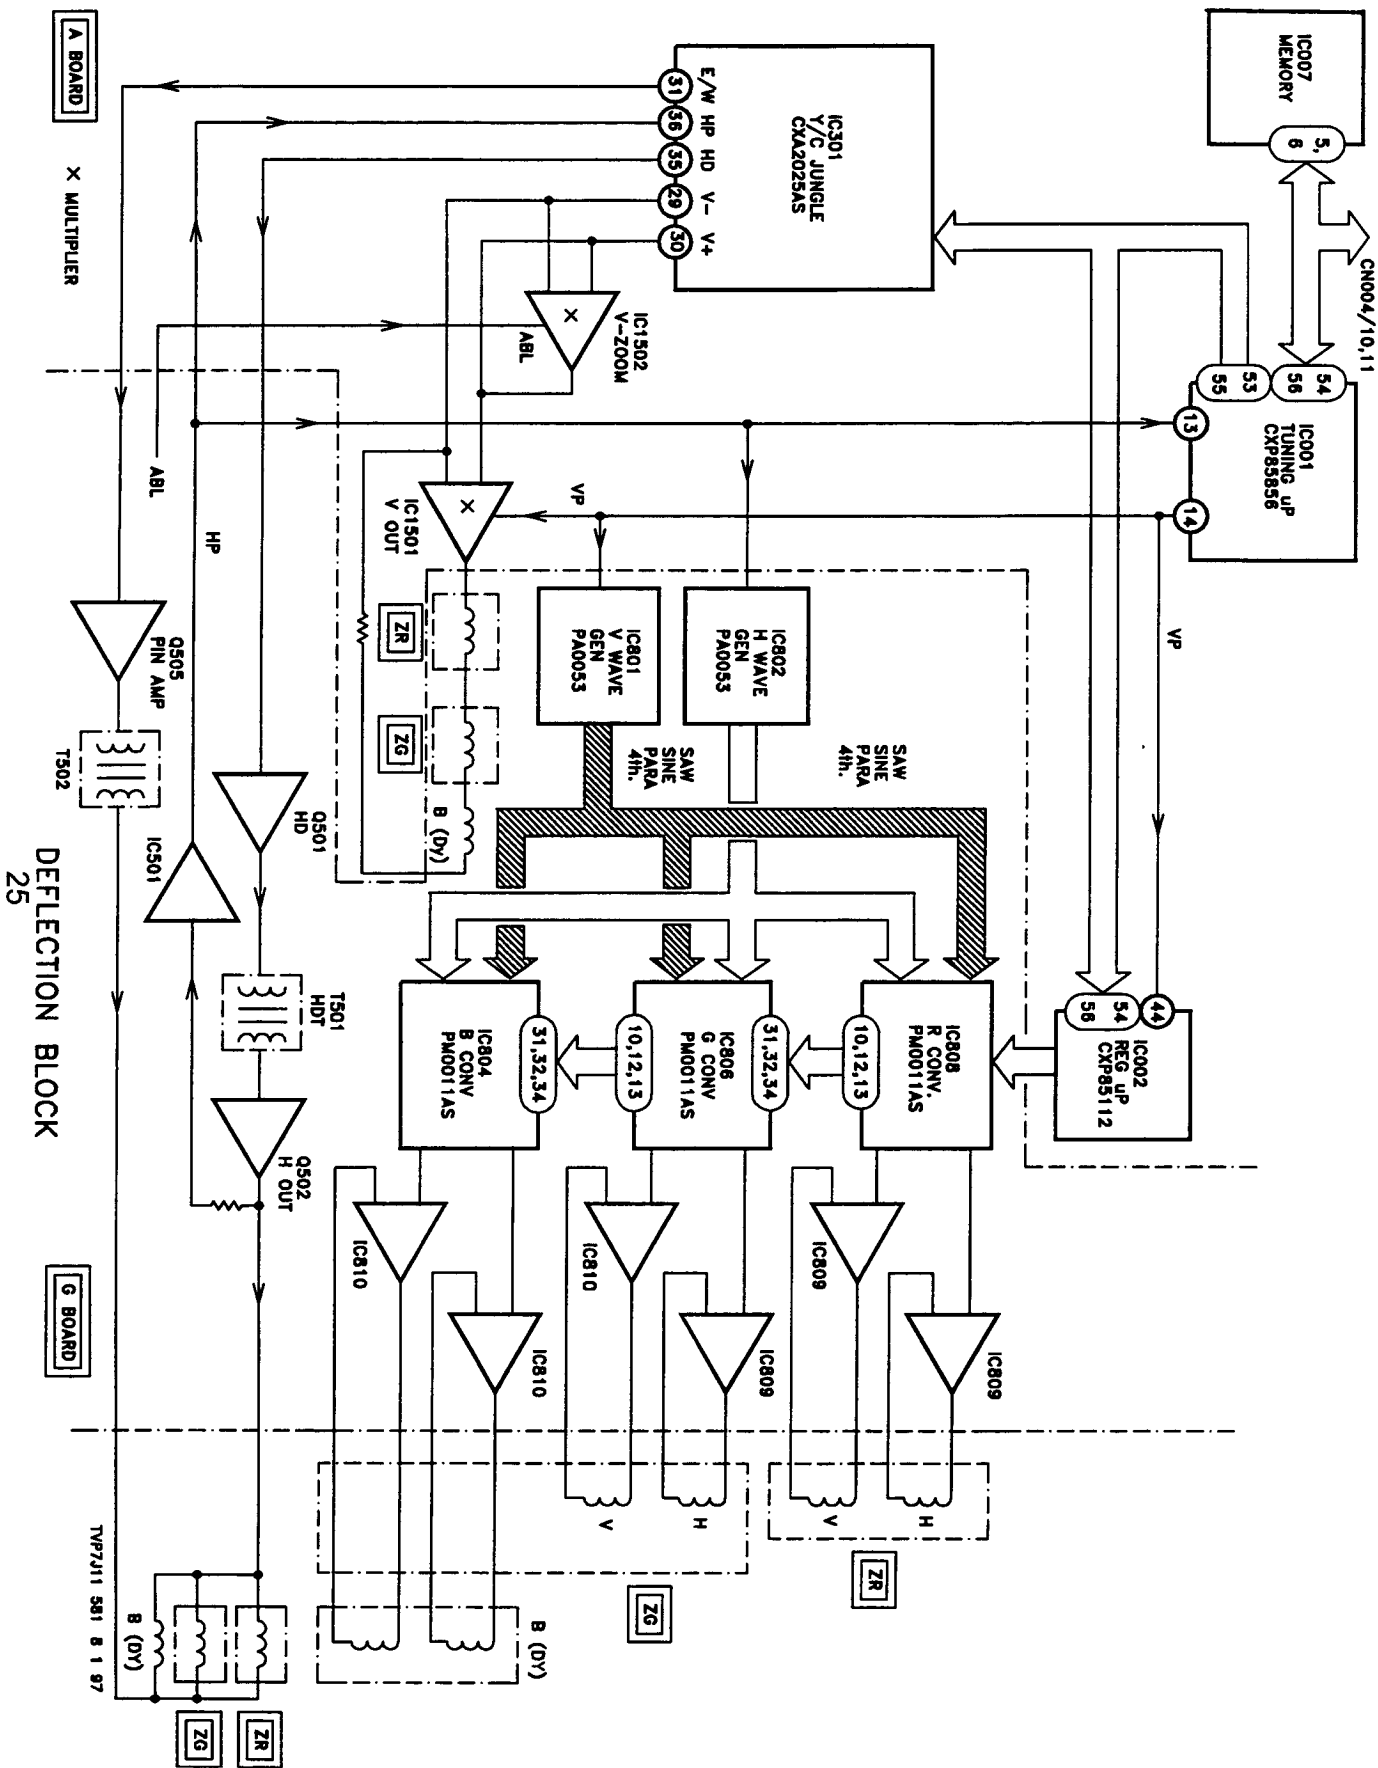 IC007
MEMORY
5,
6
CN004/10,11
54
56
53
55
IC001
TUNING uP
CXP85856
13
14
VP
IC301
Y/C JUNGLE
CXA2025AS
E/W
HP
HD
V-
V+
31
36
35
29
30
A BOARD
X MULTIPLIER
IC1502
V-ZOOM
ABL
X
ABL
HP
VP
X
IC1501
V OUT
ZR
ZG
B (Dy)
IC801
V WAVE
GEN
PA0053
IC802
H WAVE
GEN
PA0053
SAW
SINE
PARA
4th.
SAW
SINE
PARA
4th.
44
54
56
IC002
REG uP
CXP85112
IC808
R CONV.
PM0011AS
10,12,13
31,32,34
IC806
G CONV
PM0011AS
10,12,13
31,32,34
IC804
B CONV
PM0011AS
IC809
IC809
IC809
IC810
IC810
IC810
H
V
ZR
H
V
ZG
B (DY)
Q505
PIN AMP
T502
Q501
HD
IC501
T501
HDT
Q502
H OUT
G BOARD
B (DY)
ZR
ZG
TVP7J11 581 8 1 97
DEFLECTION BLOCK
25